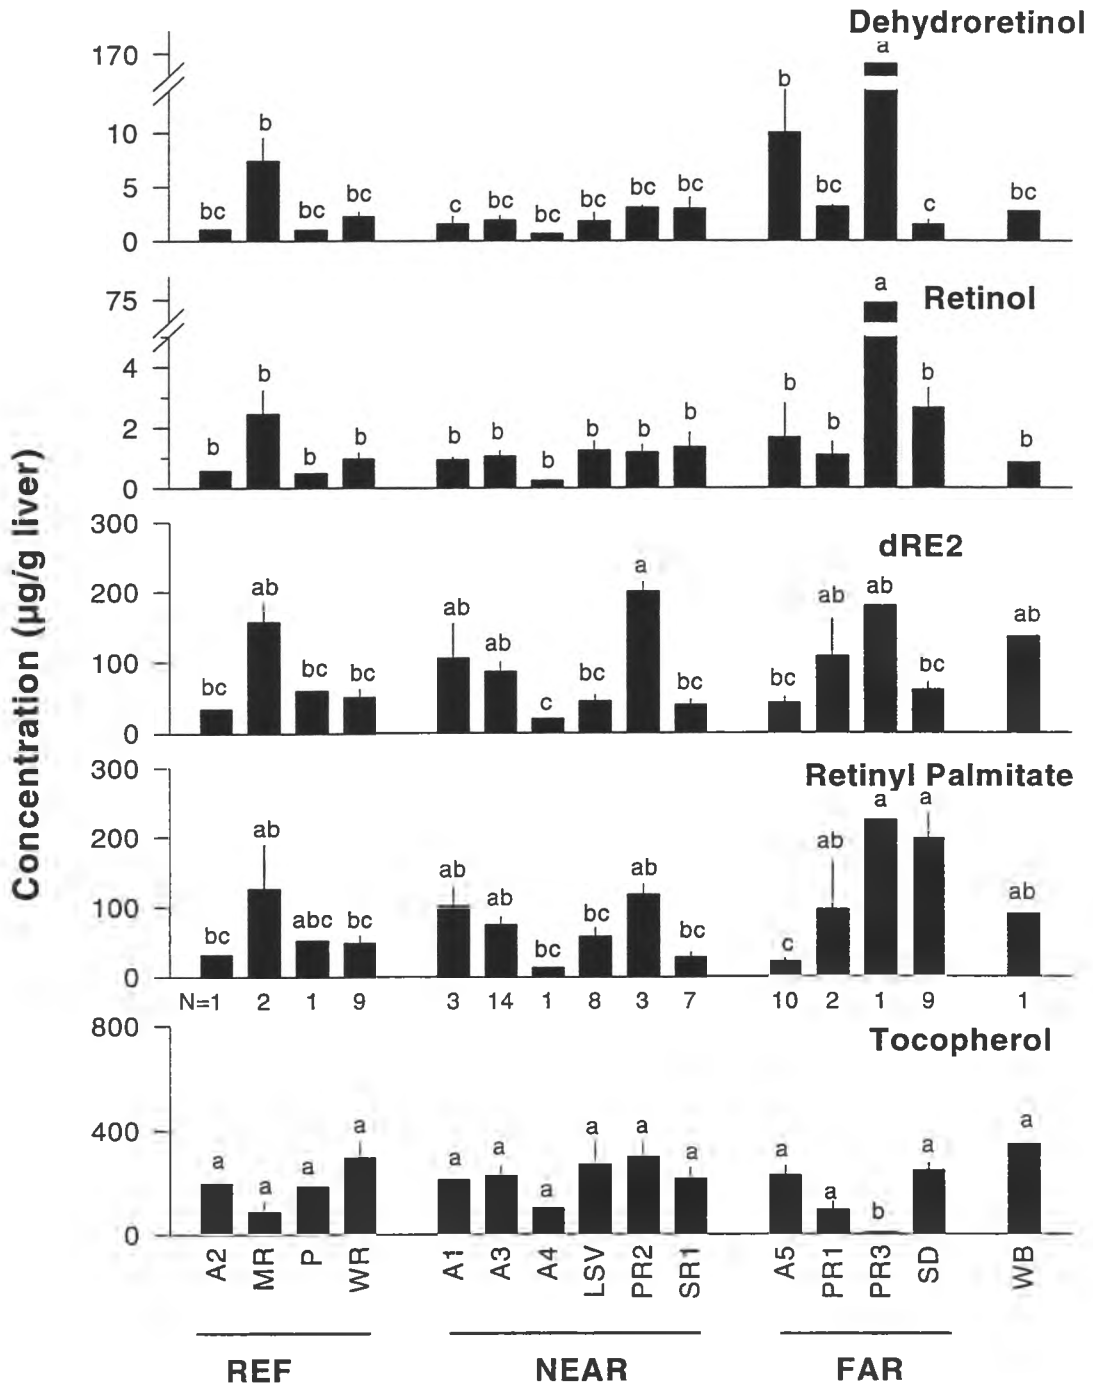 Dehydroretinol
170
10
5
0
bc
b
bc
bc
c
bc
bc
bc
bc
bc
b
bc
a
c
bc
Retinol
75
4
2
0
b
b
b
b
b
b
b
b
b
b
b
b
a
b
b
dRE2
300
200
100
0
bc
ab
bc
bc
ab
ab
c
bc
a
bc
bc
ab
ab
bc
ab
Retinyl Palmitate
300
200
100
0
bc
ab
abc
bc
ab
ab
bc
bc
ab
bc
c
ab
a
a
ab
N=1 2 1 9 3 14 1 8 3 7 10 2 1 9 1
Tocopherol
800
400
0
a
a
a
a
a
a
a
a
a
a
a
a
b
a
a
A2 MR P WR A1 A3 A4 LSV PR2 SR1 A5 PR1 PR3 SD WB
REF NEAR FAR
Concentration (µg/g liver)